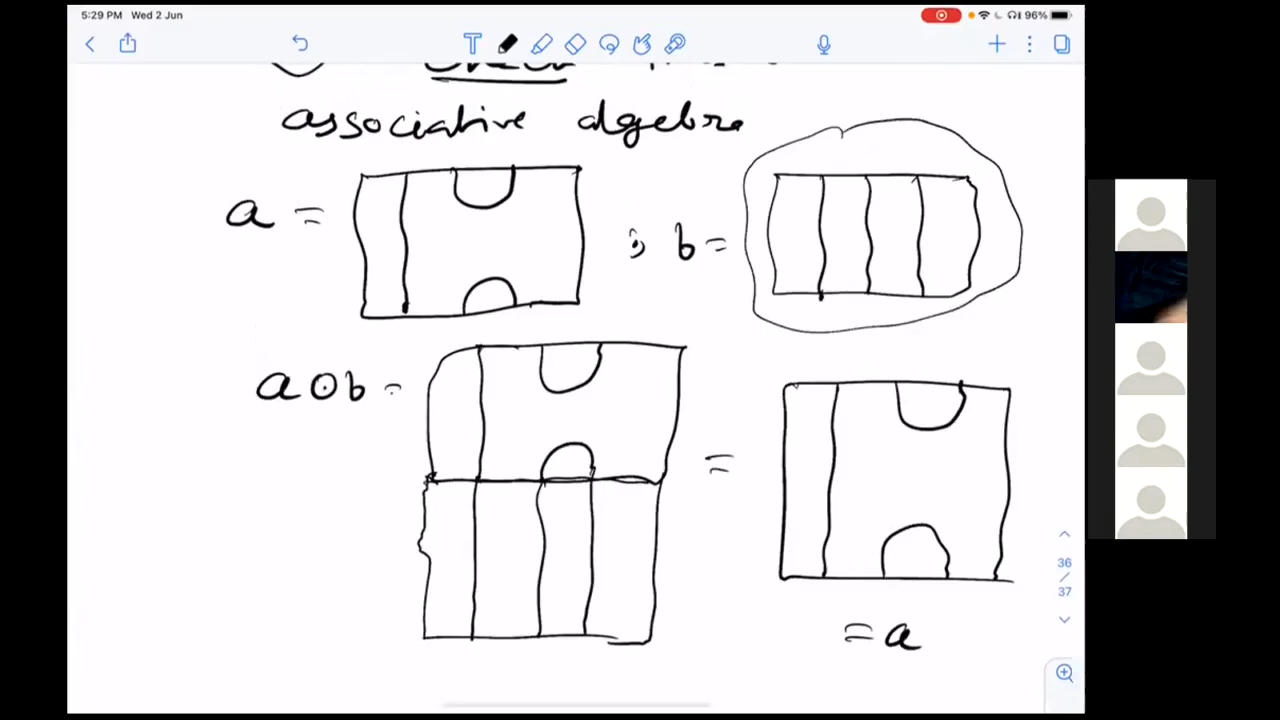 5:29 PM Wed 2 Jun
96%
associative algebra
a =
; b =
a ⊙ b =
=
= a
36
/
37